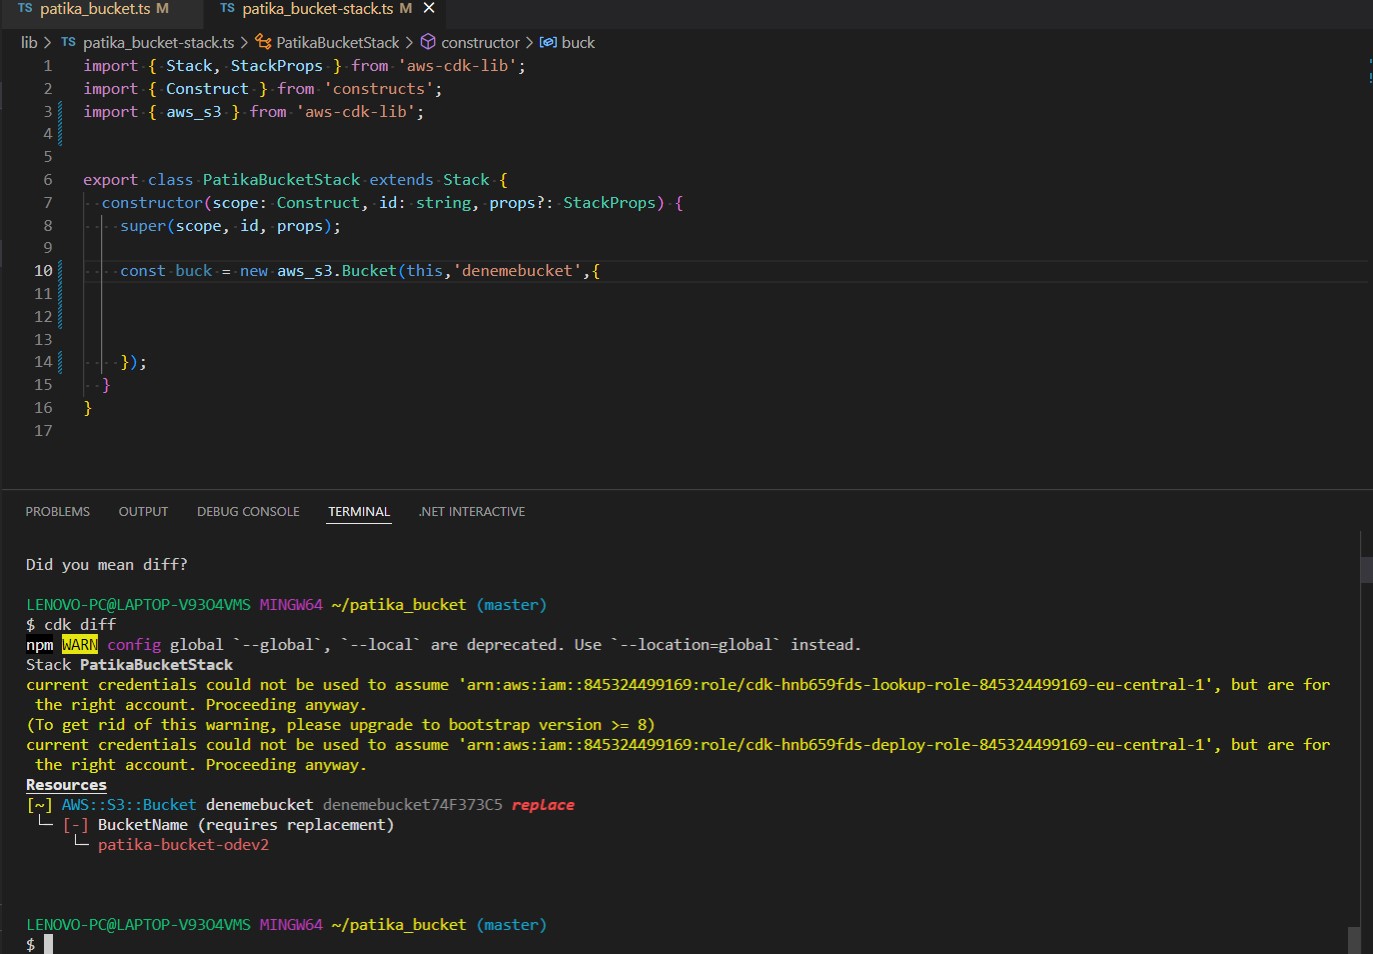 TS patika_bucket.ts M TS patika_bucket-stack.ts M
lib > TS patika_bucket-stack.ts > PatikaBucketStack > constructor > buck
1 import { Stack, StackProps } from 'aws-cdk-lib';
2 import { Construct } from 'constructs';
3 import { aws_s3 } from 'aws-cdk-lib';
4
5
6 export class PatikaBucketStack extends Stack {
7 constructor(scope: Construct, id: string, props?: StackProps) {
8 super(scope, id, props);
9
10 const buck = new aws_s3.Bucket(this,'denemebucket',{
11
12
13
14 });
15 }
16 }
17
PROBLEMS OUTPUT DEBUG CONSOLE TERMINAL .NET INTERACTIVE
Did you mean diff?
LENOVO-PC@LAPTOP-V93O4VMS MINGW64 ~/patika_bucket (master)
$ cdk diff
npm WARN config global `--global`, `--local` are deprecated. Use `--location=global` instead.
Stack PatikaBucketStack
current credentials could not be used to assume 'arn:aws:iam::845324499169:role/cdk-hnb659fds-lookup-role-845324499169-eu-central-1', but are for
the right account. Proceeding anyway.
(To get rid of this warning, please upgrade to bootstrap version >= 8)
current credentials could not be used to assume 'arn:aws:iam::845324499169:role/cdk-hnb659fds-deploy-role-845324499169-eu-central-1', but are for
the right account. Proceeding anyway.
Resources
[~] AWS::S3::Bucket denemebucket denemebucket74F373C5 replace
└─ [-] BucketName (requires replacement)
└─ patika-bucket-odev2
LENOVO-PC@LAPTOP-V93O4VMS MINGW64 ~/patika_bucket (master)
$